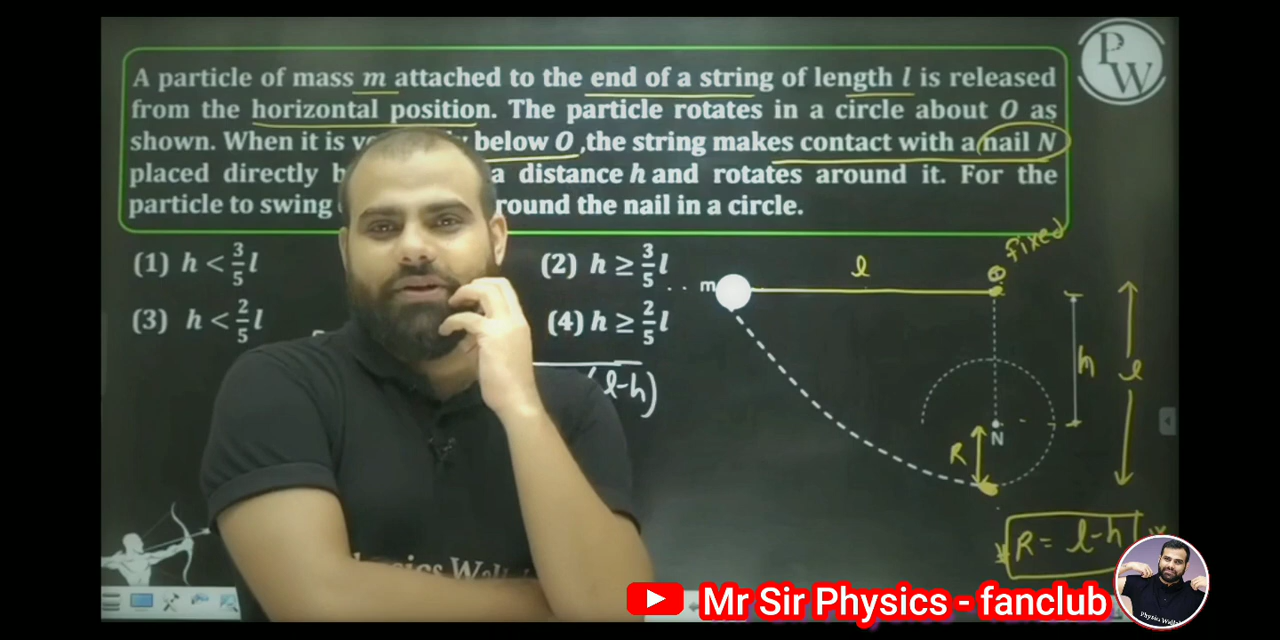 A particle of mass m attached to the end of a string of length l is released
from the horizontal position. The particle rotates in a circle about O as
shown. When it is below O ,the string makes contact with a nail N
placed directly a distance h and rotates around it. For the
particle to swing round the nail in a circle.
(1) h < 3/5 l
(2) h ≥ 3/5 l
(3) h < 2/5 l
(4) h ≥ 2/5 l
(l-h)
m
l
fixed
h
l
N
R
R = l-h
P
W
Mr Sir Physics - fanclub